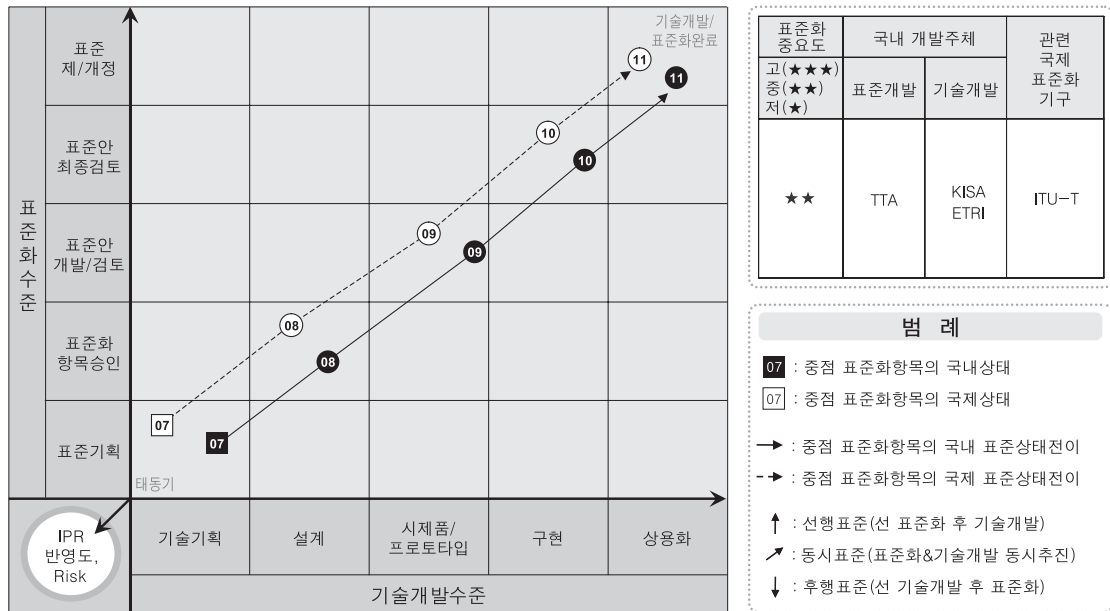 표준화수준
표준
제/개정
표준안
최종검토
표준안
개발/검토
표준화
항목승인
표준기획
기술개발/
표준화완료
11
11
10
10
09
09
08
08
07
07
태동기
IPR
반영도,
Risk
기술기획
설계
시제품/
프로토타입
구현
상용화
기술개발수준
표준화
중요도
국내 개발주체
관련
국제
표준화
기구
고(★★★)
중(★★)
저(★)
표준개발
기술개발
★★
TTA
KISA
ETRI
ITU-T
범 례
07 : 중점 표준화항목의 국내상태
07 : 중점 표준화항목의 국제상태
: 중점 표준화항목의 국내 표준상태전이
: 중점 표준화항목의 국제 표준상태전이
: 선행표준(선 표준화 후 기술개발)
: 동시표준(표준화&기술개발 동시추진)
: 후행표준(선 기술개발 후 표준화)